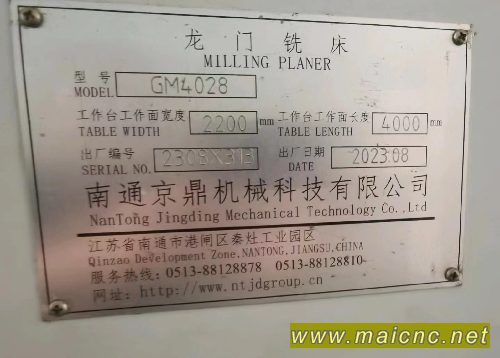 龙门铣床
MILLING PLANER
型号 GM4028
MODEL
工作台工作面宽度 2200 mm 工作台工作面长度 4000 mm
TABLE WIDTH TABLE LENGTH
出厂编号 2308X313 出厂日期 2023.08
SERIAL NO. DATE
南通京鼎机械科技有限公司
NanTong Jingding Mechanical Technology Co.,Ltd
江苏省南通市港闸区秦灶工业园区
Qinzao Development Zone,NANTONG,JIANGSU,CHINA
服务热线:0513-88128878 0513-88128810
网址:http://www.ntjdgroup.cn
www.maicnc.net